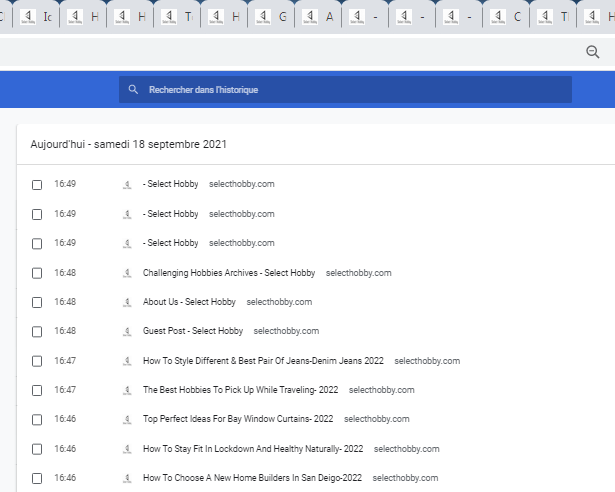 Ic H H T H G A - - - C Tl H
Rechercher dans l'historique
Aujourd'hui - samedi 18 septembre 2021
16:49 - Select Hobby selecthobby.com
16:49 - Select Hobby selecthobby.com
16:49 - Select Hobby selecthobby.com
16:48 Challenging Hobbies Archives - Select Hobby selecthobby.com
16:48 About Us - Select Hobby selecthobby.com
16:48 Guest Post - Select Hobby selecthobby.com
16:47 How To Style Different & Best Pair Of Jeans-Denim Jeans 2022 selecthobby.com
16:47 The Best Hobbies To Pick Up While Traveling- 2022 selecthobby.com
16:46 Top Perfect Ideas For Bay Window Curtains- 2022 selecthobby.com
16:46 How To Stay Fit In Lockdown And Healthy Naturally- 2022 selecthobby.com
16:46 How To Choose A New Home Builders In San Deigo-2022 selecthobby.com